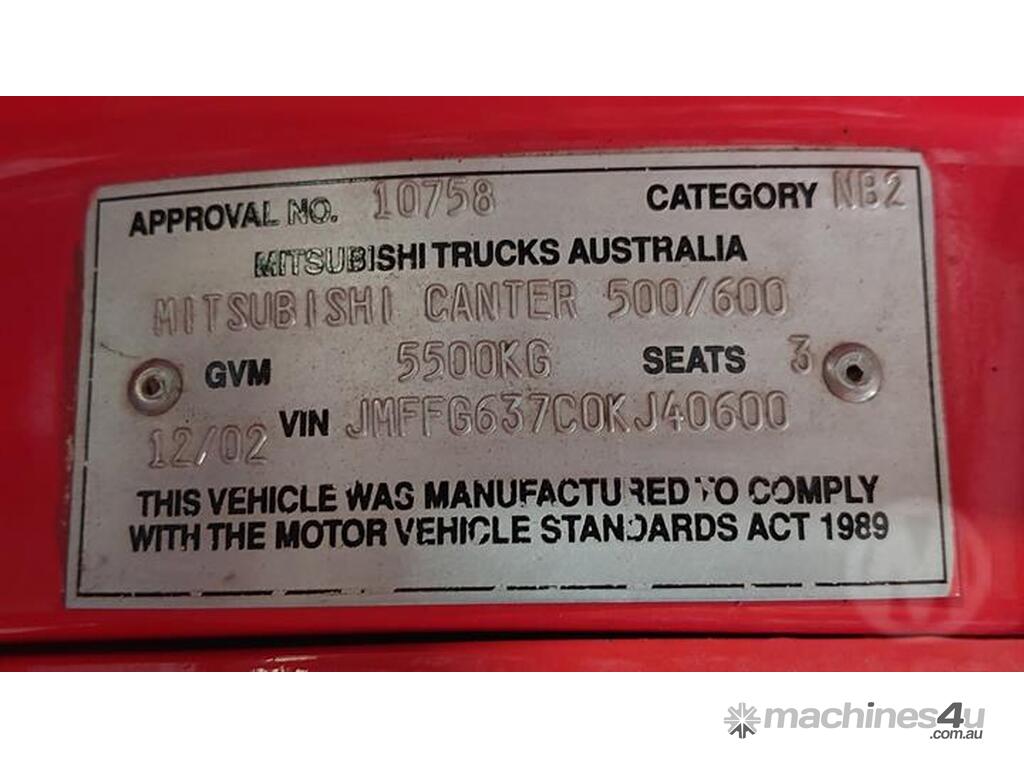 APPROVAL NO. 10758 CATEGORY NB2
MITSUBISHI TRUCKS AUSTRALIA
MITSUBISHI CANTER 500/600
GVM 5500KG SEATS 3
12/02 VIN JMFFG637C0KJ40600
THIS VEHICLE WAS MANUFACTURED TO COMPLY
WITH THE MOTOR VEHICLE STANDARDS ACT 1989
machines4u
.com.au